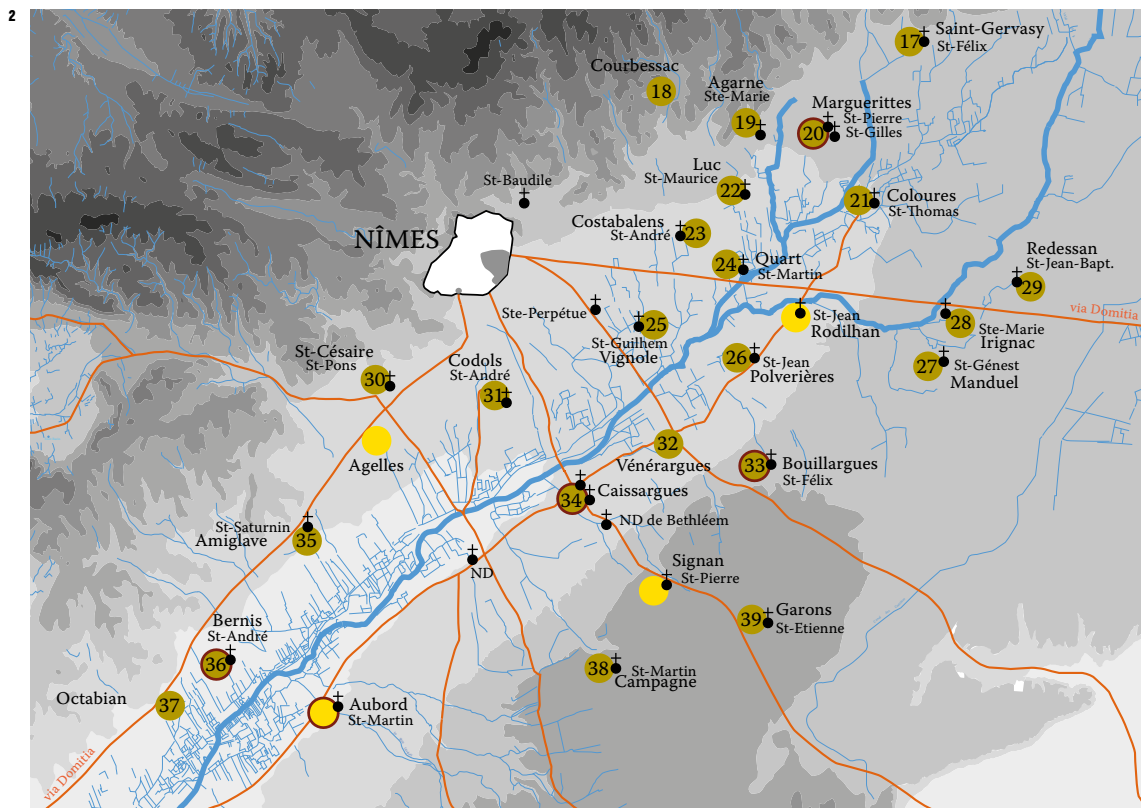 2
17
Saint-Gervasy
St-Félix
Courbessac
18
Agarne
Ste-Marie
19
Marguerittes
St-Pierre
St-Gilles
20
Luc
St-Maurice
22
St-Baudile
21
Coloures
St-Thomas
NÎMES
Costabalens
St-André
23
24
Quart
St-Martin
Redessan
St-Jean-Bapt.
29
via Domitia
Ste-Perpétue
25
St-Guilhem
Vignole
St-Jean
Rodilhan
28
Ste-Marie
Irignac
26
St-Jean
Polverières
27
St-Génest
Manduel
St-Césaire
St-Pons
30
Codols
St-André
31
Agelles
32
Vénérargues
33
Bouillargues
St-Félix
34
Caissargues
ND de Bethléem
St-Saturnin
Amiglave
35
ND
Signan
St-Pierre
39
Garons
St-Etienne
Bernis
St-André
36
38
St-Martin
Campagne
Octabian
37
Aubord
St-Martin
via Domitia